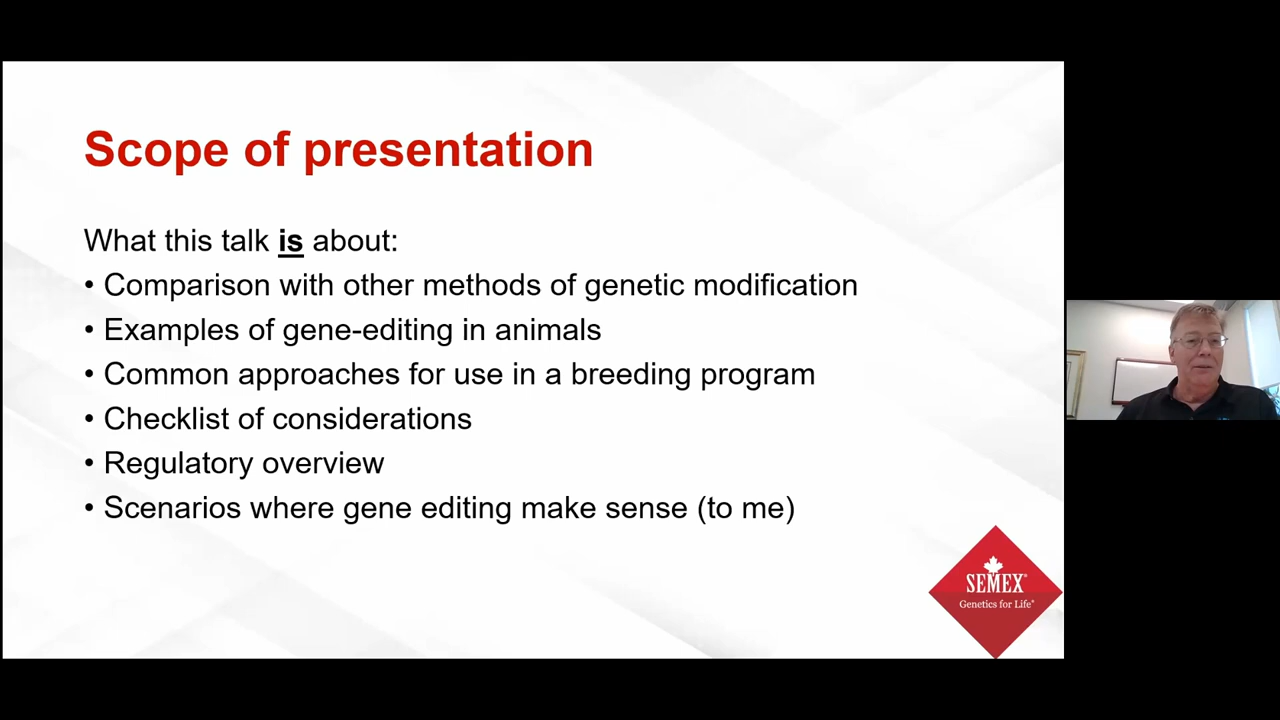 Scope of presentation
What this talk is about:
• Comparison with other methods of genetic modification
• Examples of gene-editing in animals
• Common approaches for use in a breeding program
• Checklist of considerations
• Regulatory overview
• Scenarios where gene editing make sense (to me)
SEMEX®
Genetics for Life®